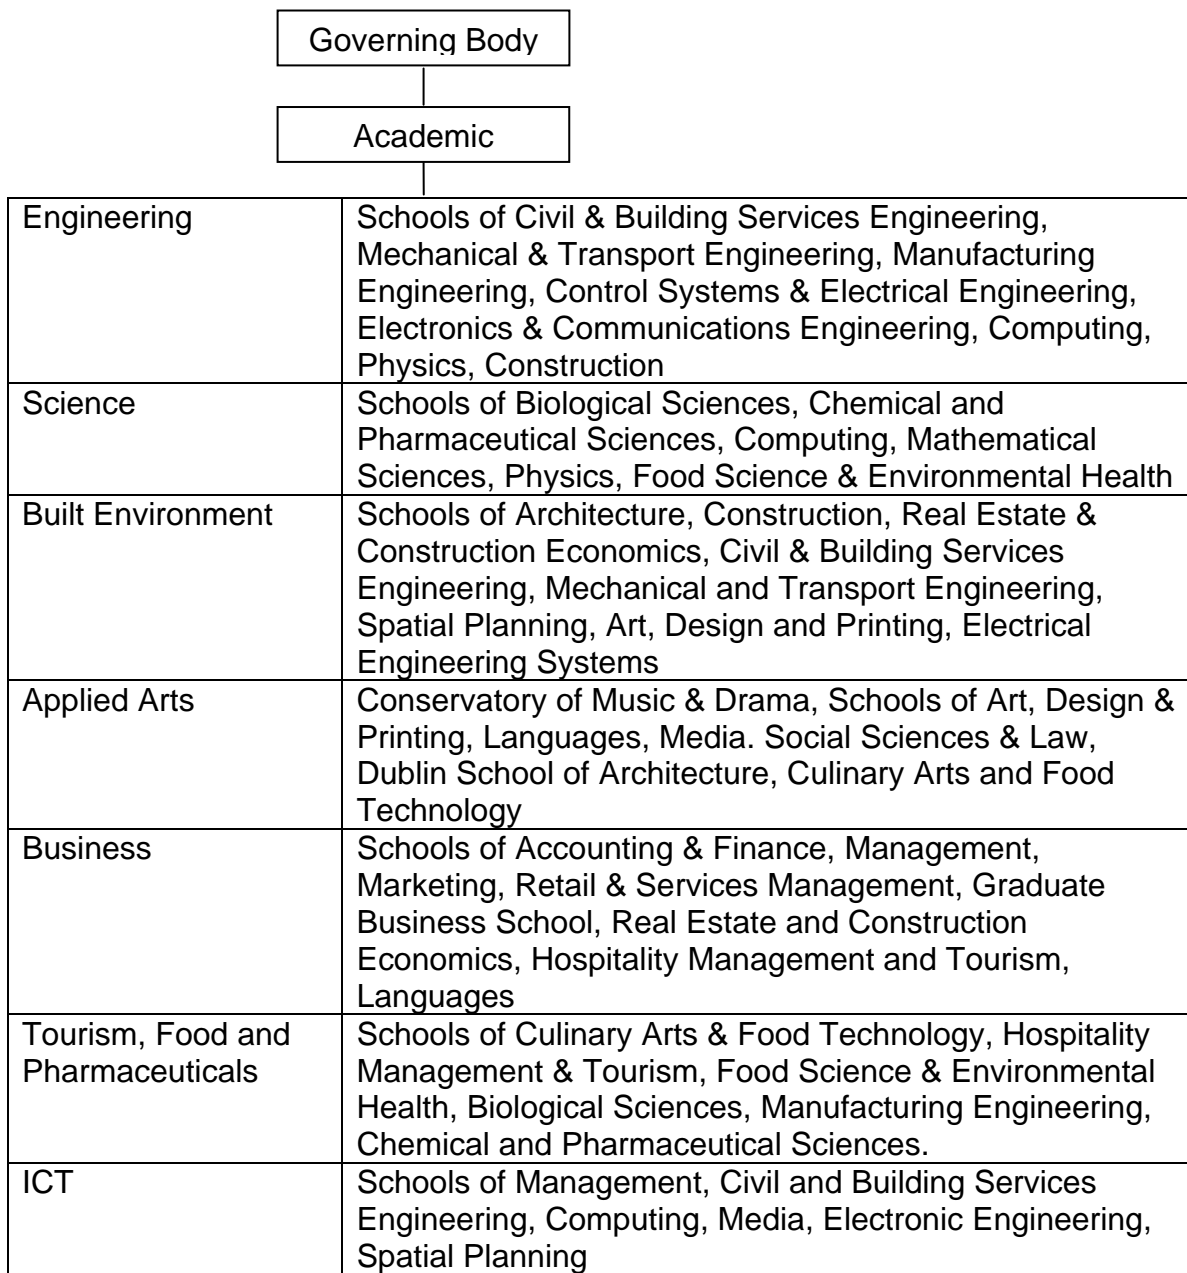 Governing Body
Academic
Engineering
Schools of Civil & Building Services Engineering,
Mechanical & Transport Engineering, Manufacturing
Engineering, Control Systems & Electrical Engineering,
Electronics & Communications Engineering, Computing,
Physics, Construction
Science
Schools of Biological Sciences, Chemical and
Pharmaceutical Sciences, Computing, Mathematical
Sciences, Physics, Food Science & Environmental Health
Built Environment
Schools of Architecture, Construction, Real Estate &
Construction Economics, Civil & Building Services
Engineering, Mechanical and Transport Engineering,
Spatial Planning, Art, Design and Printing, Electrical
Engineering Systems
Applied Arts
Conservatory of Music & Drama, Schools of Art, Design &
Printing, Languages, Media. Social Sciences & Law,
Dublin School of Architecture, Culinary Arts and Food
Technology
Business
Schools of Accounting & Finance, Management,
Marketing, Retail & Services Management, Graduate
Business School, Real Estate and Construction
Economics, Hospitality Management and Tourism,
Languages
Tourism, Food and
Pharmaceuticals
Schools of Culinary Arts & Food Technology, Hospitality
Management & Tourism, Food Science & Environmental
Health, Biological Sciences, Manufacturing Engineering,
Chemical and Pharmaceutical Sciences.
ICT
Schools of Management, Civil and Building Services
Engineering, Computing, Media, Electronic Engineering,
Spatial Planning